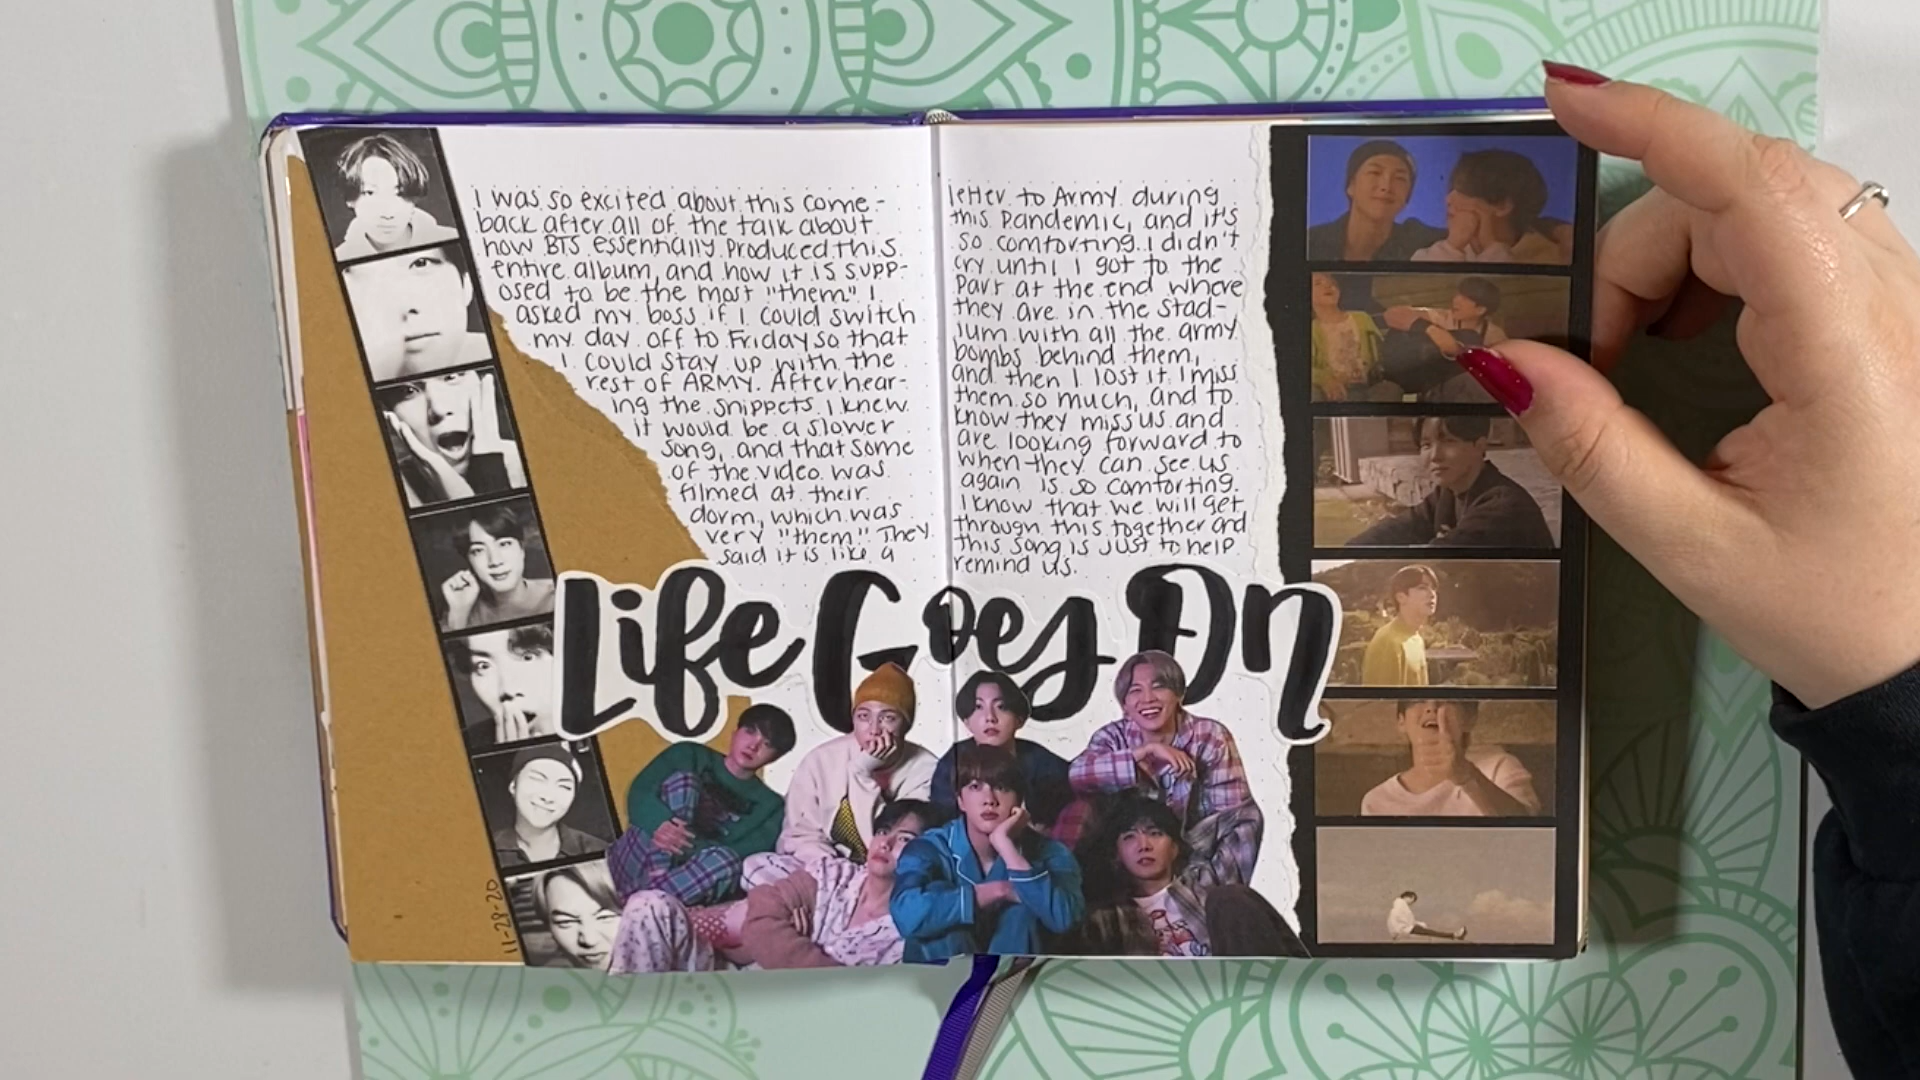 I was so excited about this come-
back after all of the talk about
how BTS essentially produced this
entire album, and how it is supp-
osed to be the most "them." I
asked my boss if I could switch
my day off to Friday so that
I could stay up with the
rest of ARMY. After hear-
ing the snippets I knew
it would be a slower
song, and that some
of the video was
filmed at their
dorm, which was
very "them." They
said it is like a
letter to Army during
this pandemic, and it's
so comforting. I didn't
cry until I got to the
part at the end where
they are in the stad-
ium with all the army
bombs behind them,
and then I lost it. I miss
them so much, and to
know they miss us and
are looking forward to
when they can see us
again is so comforting.
I know that we will get
through this together and
this song is just to help
remind us.
Life Goes On
11-28-20